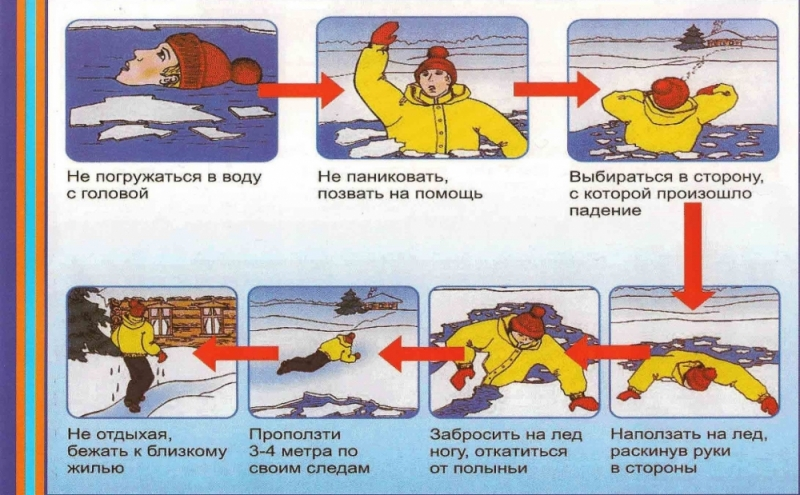 Не погружаться в воду
с головой
Не паниковать,
позвать на помощь
Выбираться в сторону,
с которой произошло
падение
Наползать на лед,
раскинув руки
в стороны
Забросить на лед
ногу, откатиться
от полыньи
Проползти
3-4 метра по
своим следам
Не отдыхая,
бежать к близкому
жилью